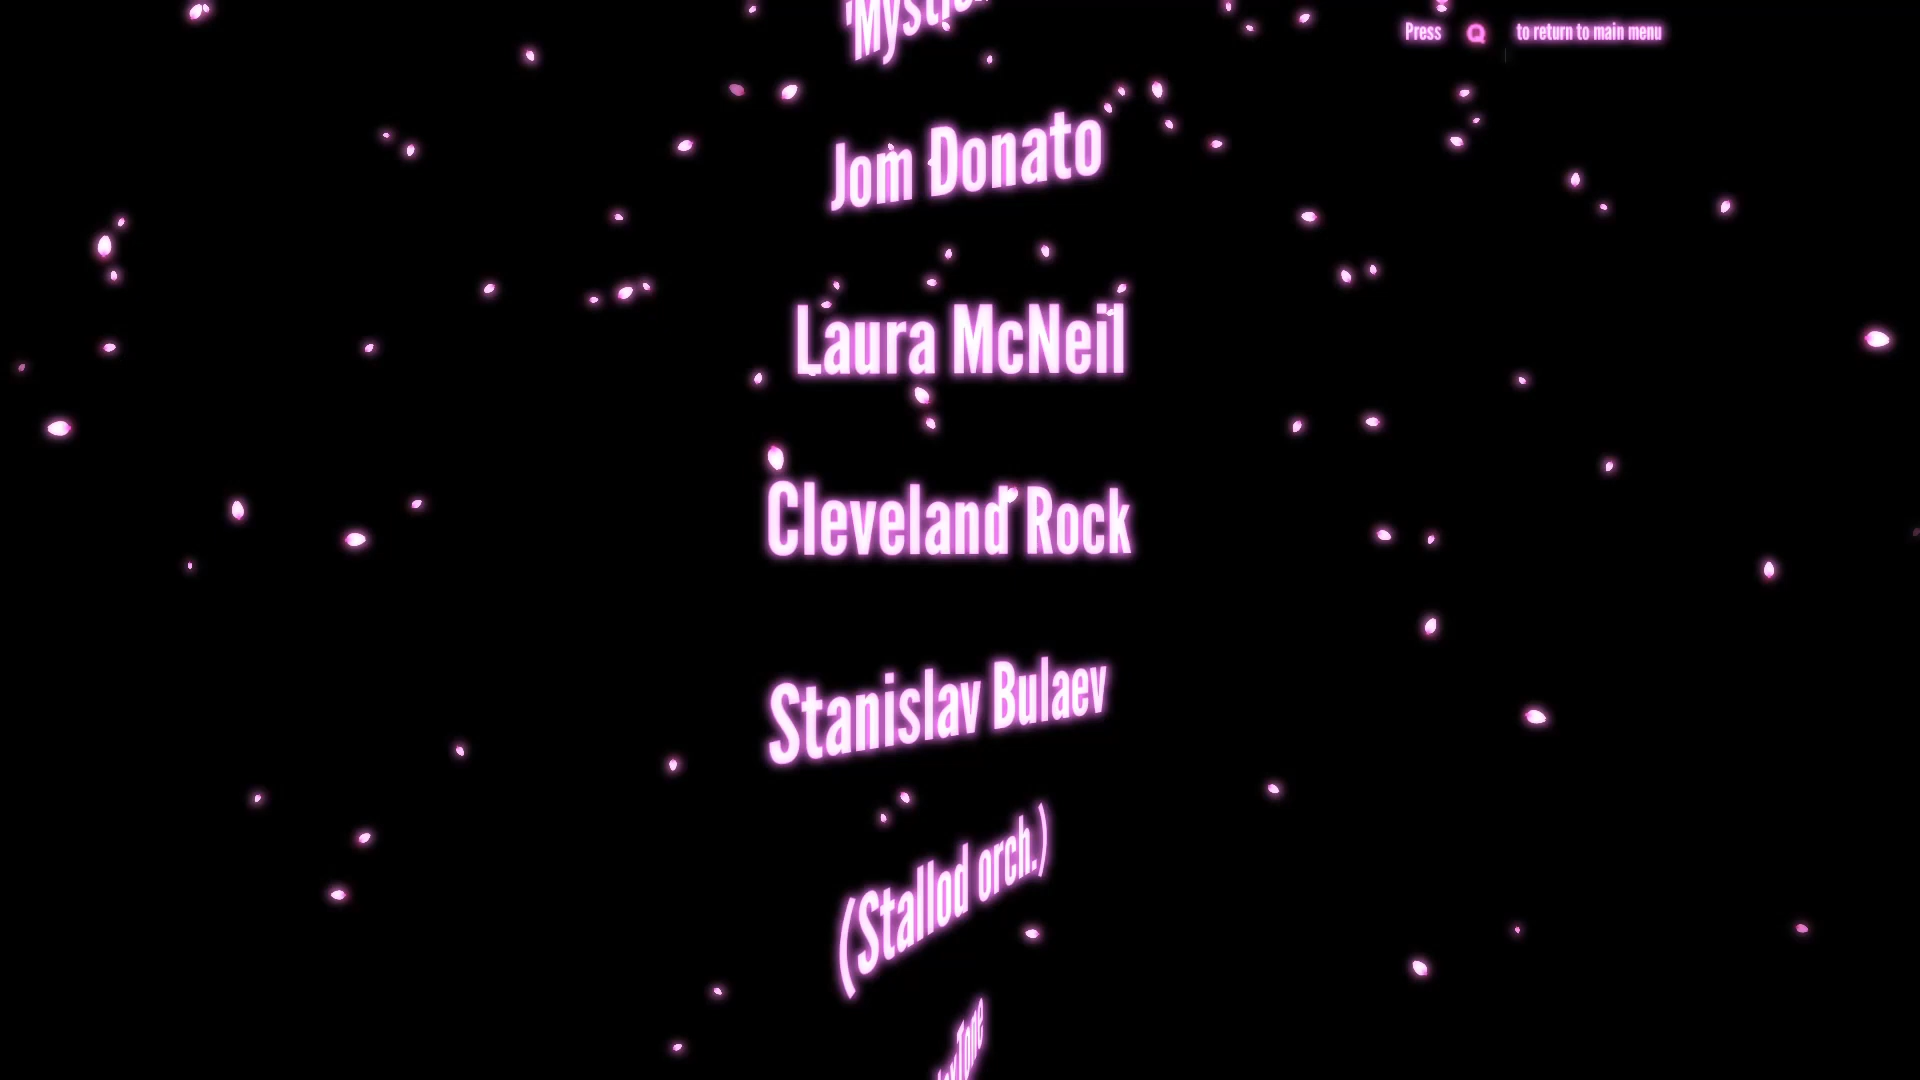 Press Q to return to main menu
Jom Donato
Laura McNeil
Cleveland Rock
Stanislav Bulaev
(Stallod orch.)